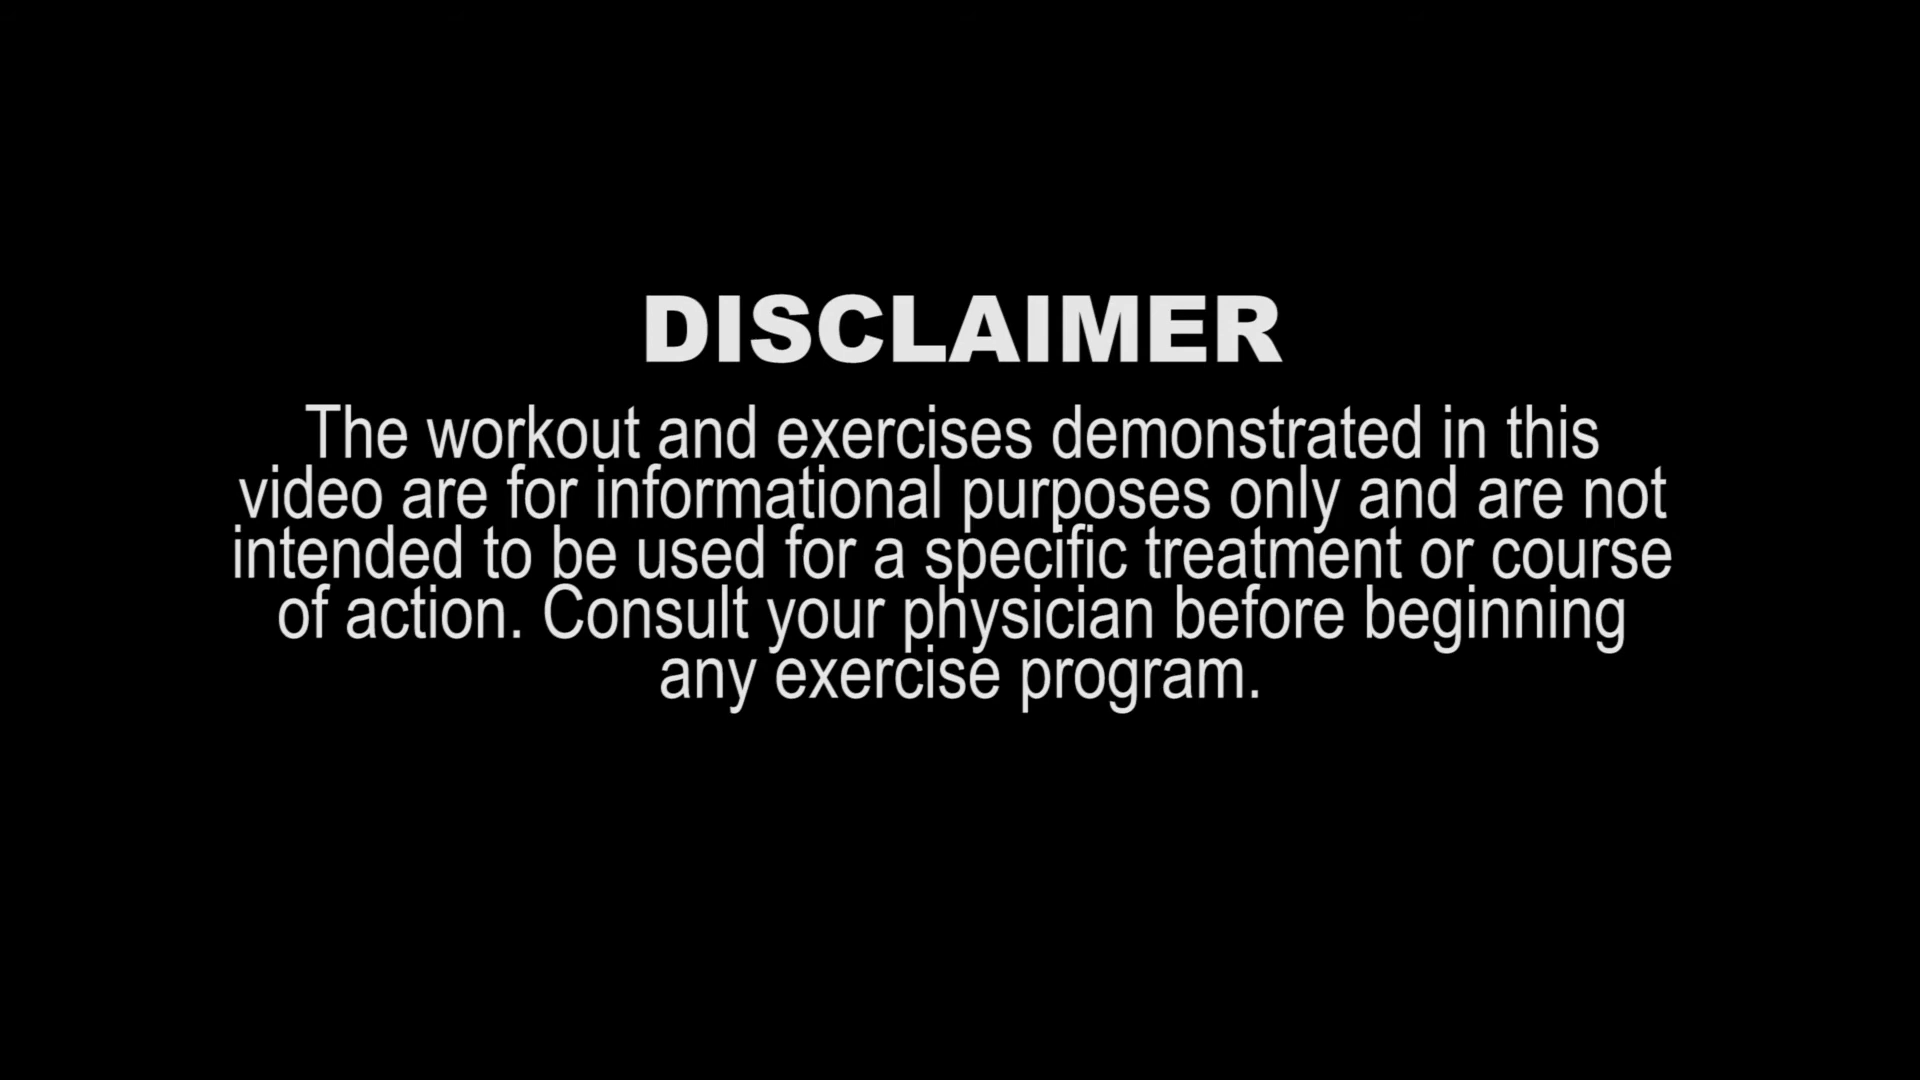 DISCLAIMER
The workout and exercises demonstrated in this
video are for informational purposes only and are not
intended to be used for a specific treatment or course
of action. Consult your physician before beginning
any exercise program.